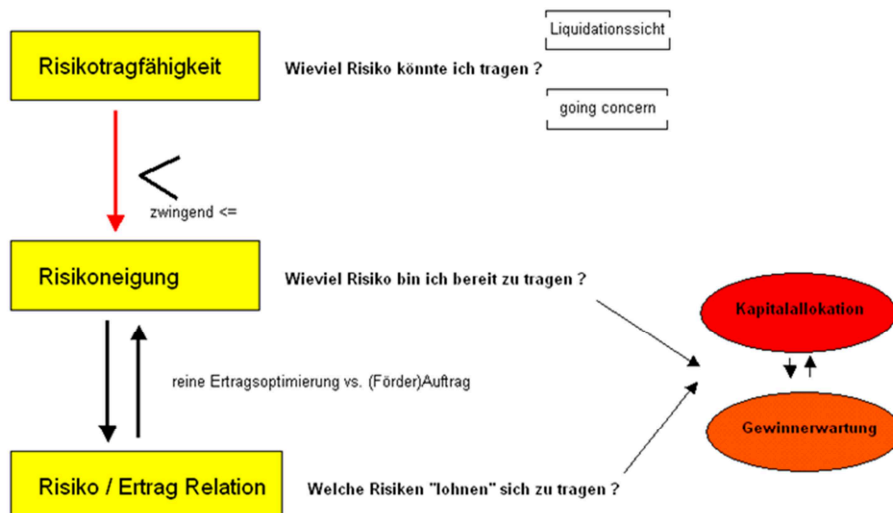 Liquidationssicht
Risikotragfähigkeit
Wieviel Risiko könnte ich tragen ?
going concern
zwingend <=
Risikoneigung
Wieviel Risiko bin ich bereit zu tragen ?
Kapitalallokation
reine Ertragsoptimierung vs. (Förder)Auftrag
Gewinnerwartung
Risiko / Ertrag Relation
Welche Risiken "lohnen" sich zu tragen ?